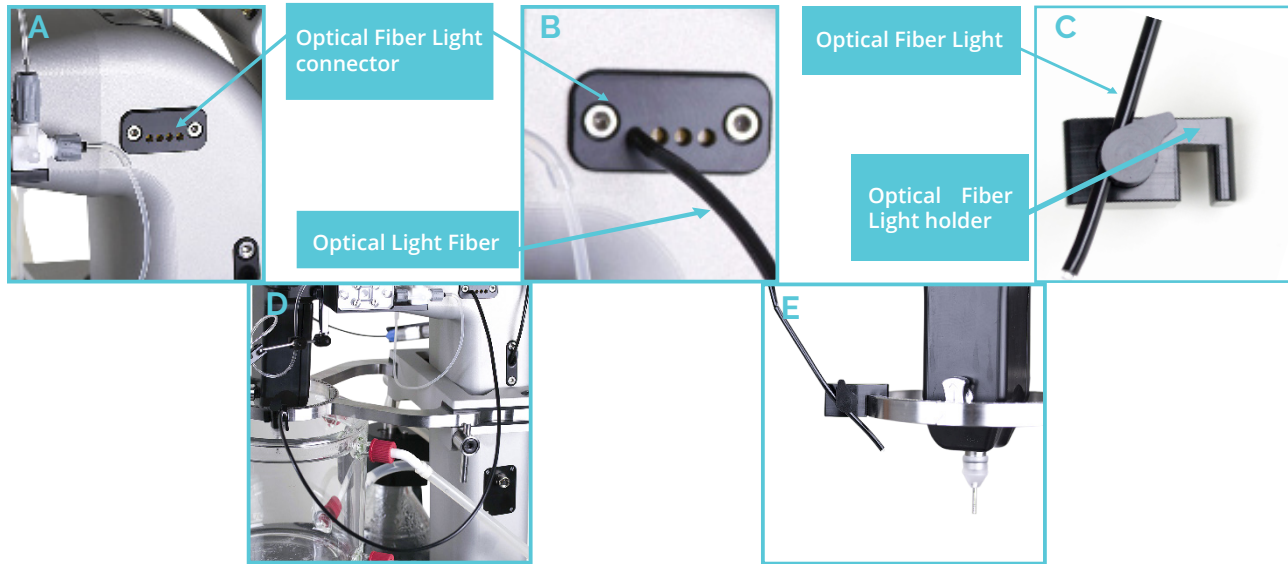 A
Optical Fiber Light
connector
B
Optical Fiber Light
C
Optical Fiber
Light holder
Optical Light Fiber
D
E